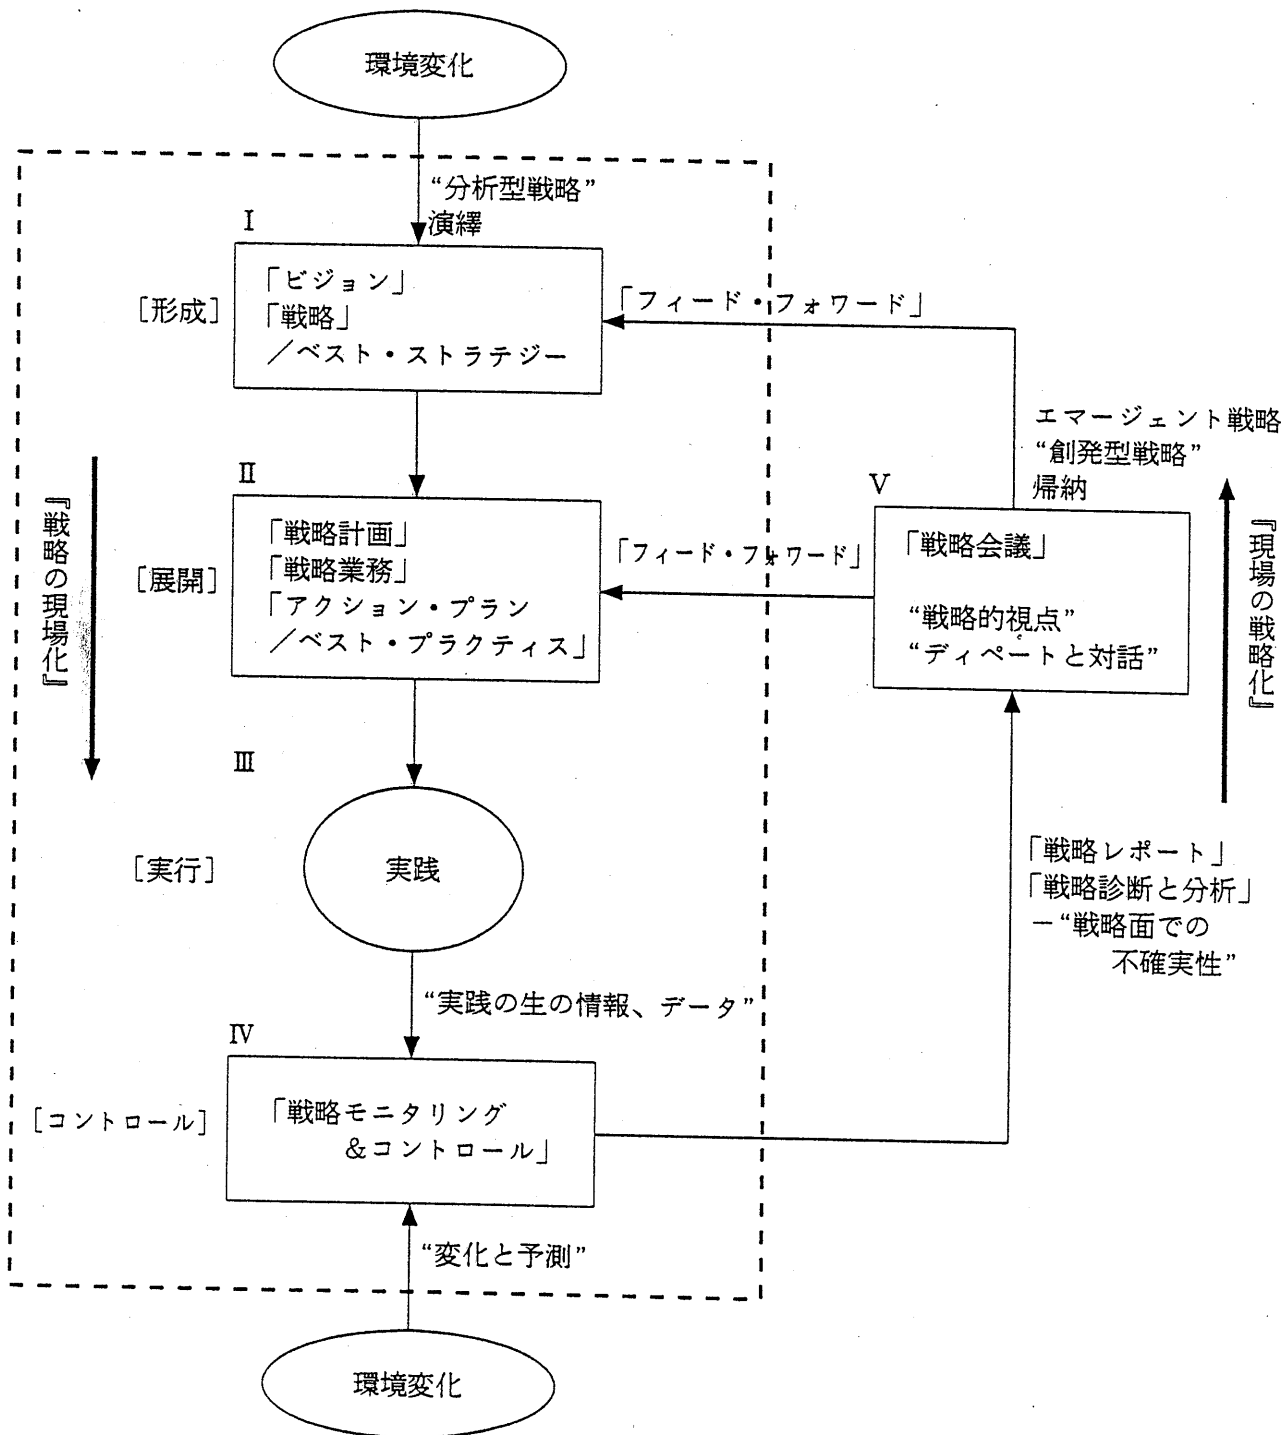 環境変化
“分析型戦略”
演繹
Ⅰ
［形成］
「ビジョン」
「戦略」
／ベスト・ストラテジー
「フィード・フォワード」
エマージェント戦略
“創発型戦略”
帰納
Ⅱ
［展開］
「戦略計画」
「戦略業務」
「アクション・プラン
／ベスト・プラクティス」
「フィード・フォワード」
Ⅴ
「戦略会議」
“戦略的視点”
“ディベートと対話”
『戦略の現場化』
『現場の戦略化』
Ⅲ
［実行］
実践
「戦略レポート」
「戦略診断と分析」
－“戦略面での
不確実性”
“実践の生の情報、データ”
Ⅳ
［コントロール］
「戦略モニタリング
＆コントロール」
“変化と予測”
環境変化